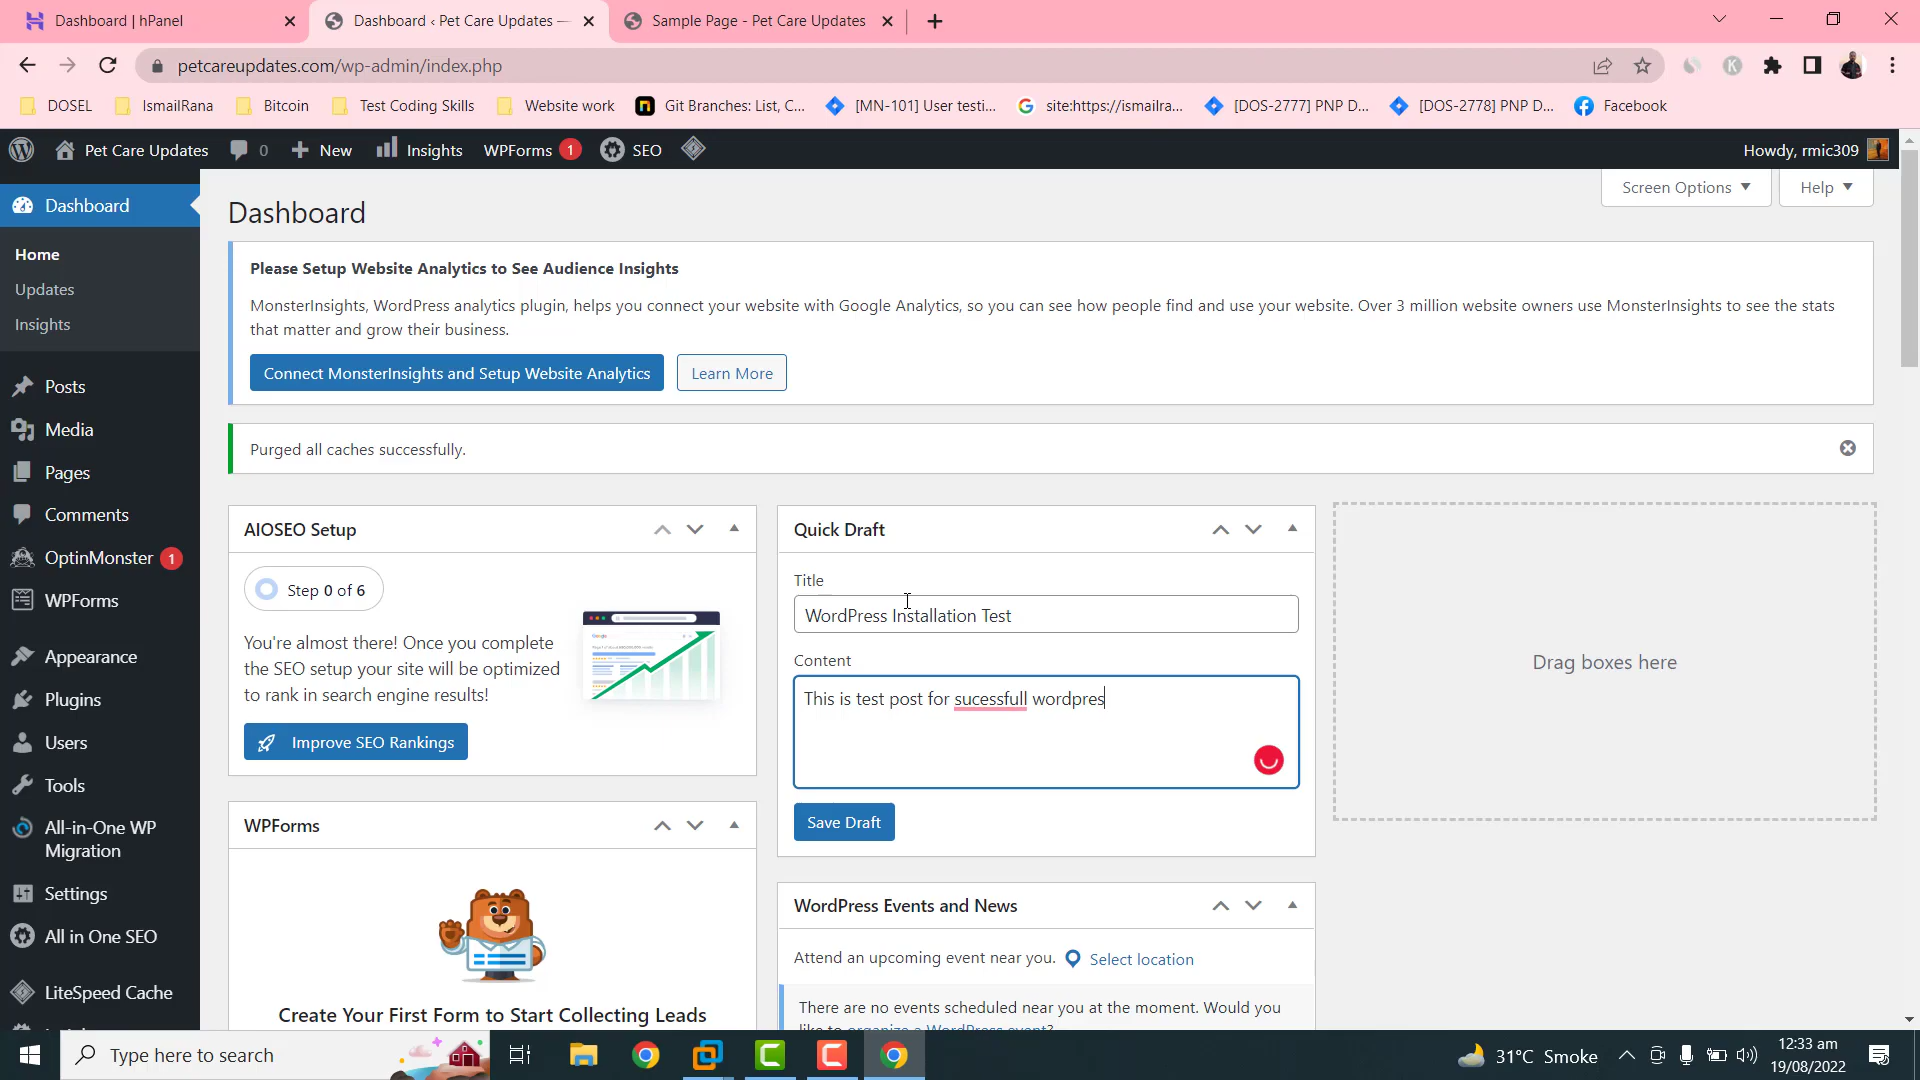 Dashboard | hPanel
Dashboard ‹ Pet Care Updates —
Sample Page - Pet Care Updates
petcareupdates.com/wp-admin/index.php
DOSEL
IsmailRana
Bitcoin
Test Coding Skills
Website work
Git Branches: List, C...
[MN-101] User testi...
site:https://ismailra...
[DOS-2777] PNP D...
[DOS-2778] PNP D...
Facebook
Pet Care Updates
0
New
Insights
WPForms 1
SEO
Howdy, rmic309
Dashboard
Home
Updates
Insights
Posts
Media
Pages
Comments
OptinMonster 1
WPForms
Appearance
Plugins
Users
Tools
All-in-One WP
Migration
Settings
All in One SEO
LiteSpeed Cache
Screen Options
Help
Dashboard
Please Setup Website Analytics to See Audience Insights
MonsterInsights, WordPress analytics plugin, helps you connect your website with Google Analytics, so you can see how people find and use your website. Over 3 million website owners use MonsterInsights to see the stats
that matter and grow their business.
Connect MonsterInsights and Setup Website Analytics
Learn More
Purged all caches successfully.
AIOSEO Setup
Step 0 of 6
You're almost there! Once you complete
the SEO setup your site will be optimized
to rank in search engine results!
Improve SEO Rankings
WPForms
Create Your First Form to Start Collecting Leads
Quick Draft
Title
WordPress Installation Test
Content
This is test post for sucessfull wordpres
Save Draft
WordPress Events and News
Attend an upcoming event near you.
Select location
There are no events scheduled near you at the moment. Would you
like to organize a WordPress event?
Drag boxes here
Type here to search
31°C Smoke
12:33 am
19/08/2022